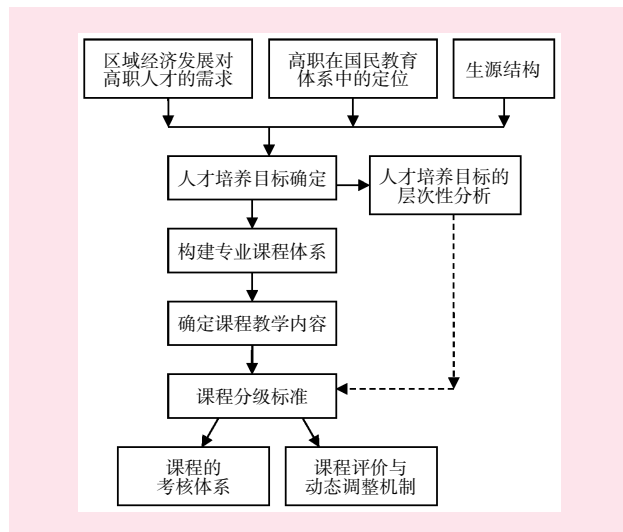 区域经济发展对
高职人才的需求
高职在国民教育
体系中的定位
生源结构
人才培养目标确定
人才培养目标的
层次性分析
构建专业课程体系
确定课程教学内容
课程分级标准
课程的
考核体系
课程评价与
动态调整机制